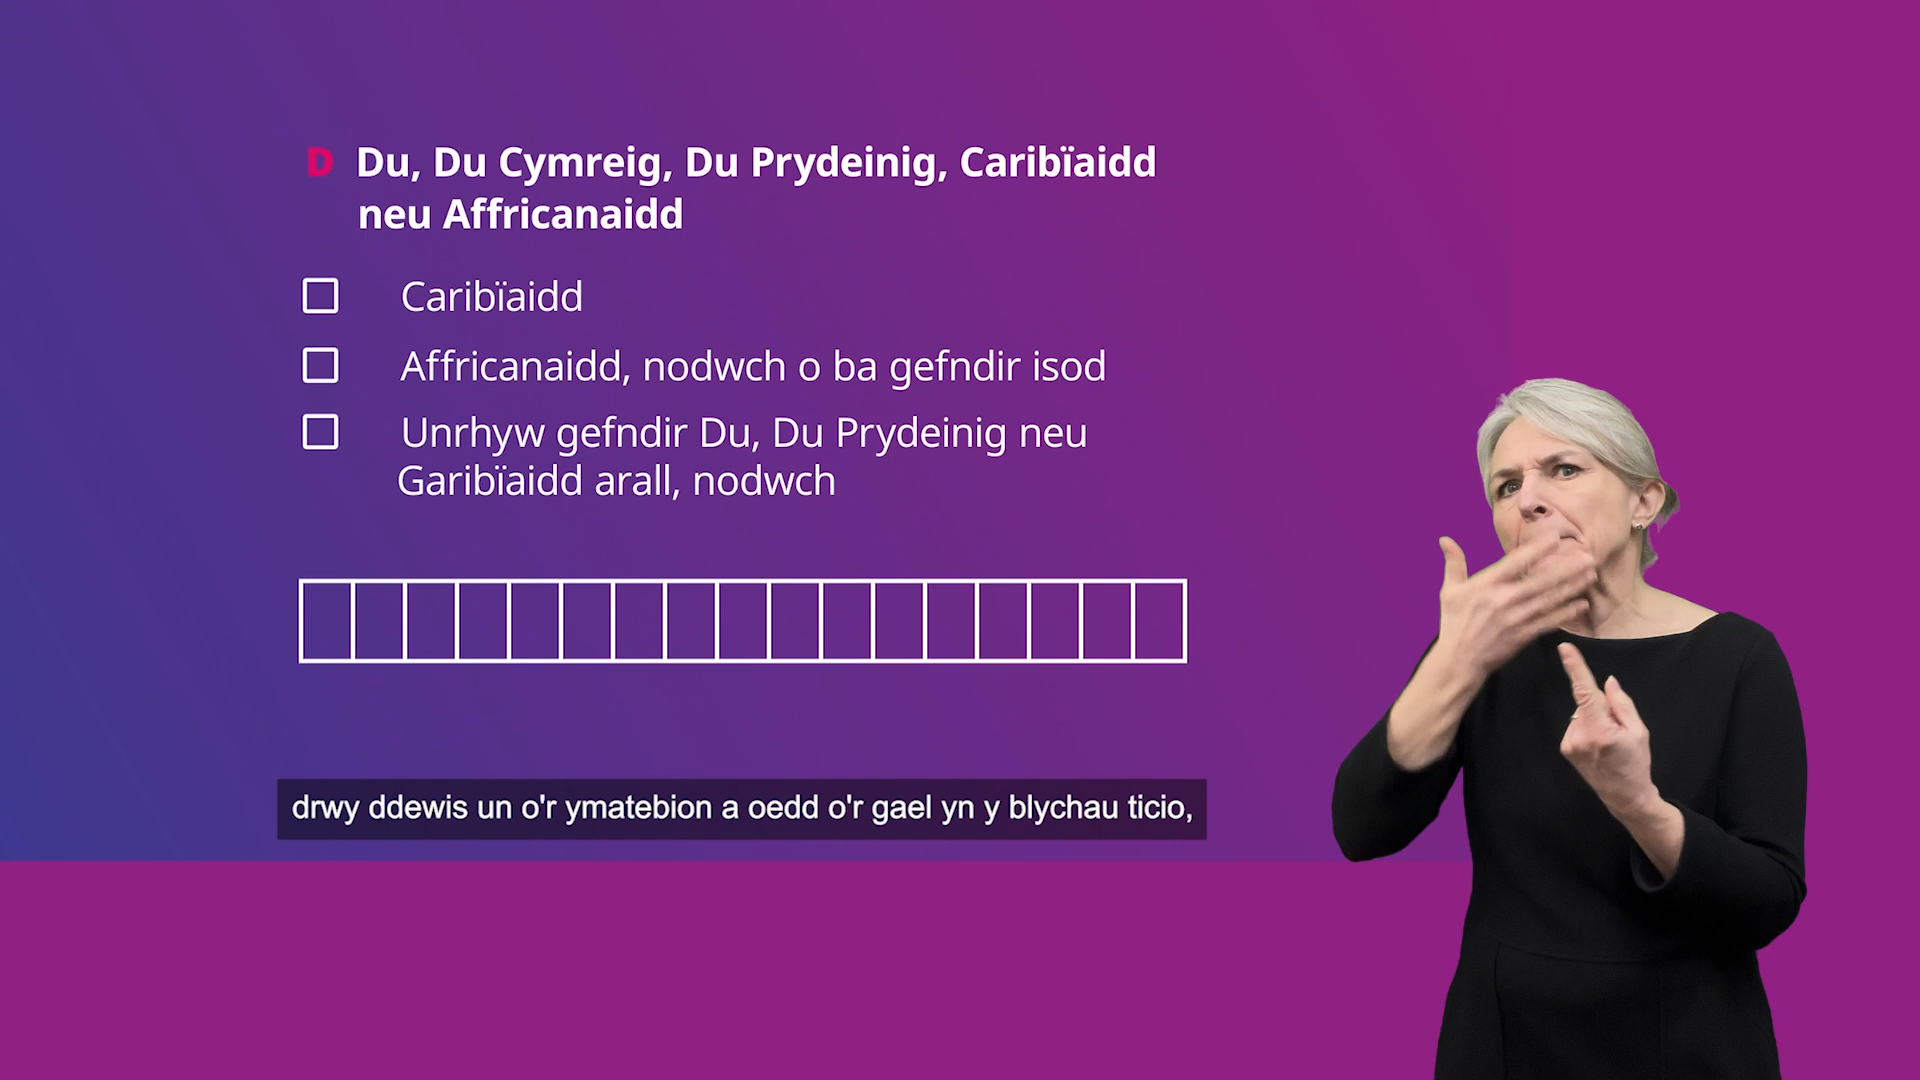 D Du, Du Cymreig, Du Prydeinig, Caribïaidd
neu Affricanaidd
Caribïaidd
Affricanaidd, nodwch o ba gefndir isod
Unrhyw gefndir Du, Du Prydeinig neu
Garibïaidd arall, nodwch
drwy ddewis un o'r ymatebion a oedd o'r gael yn y blychau ticio,